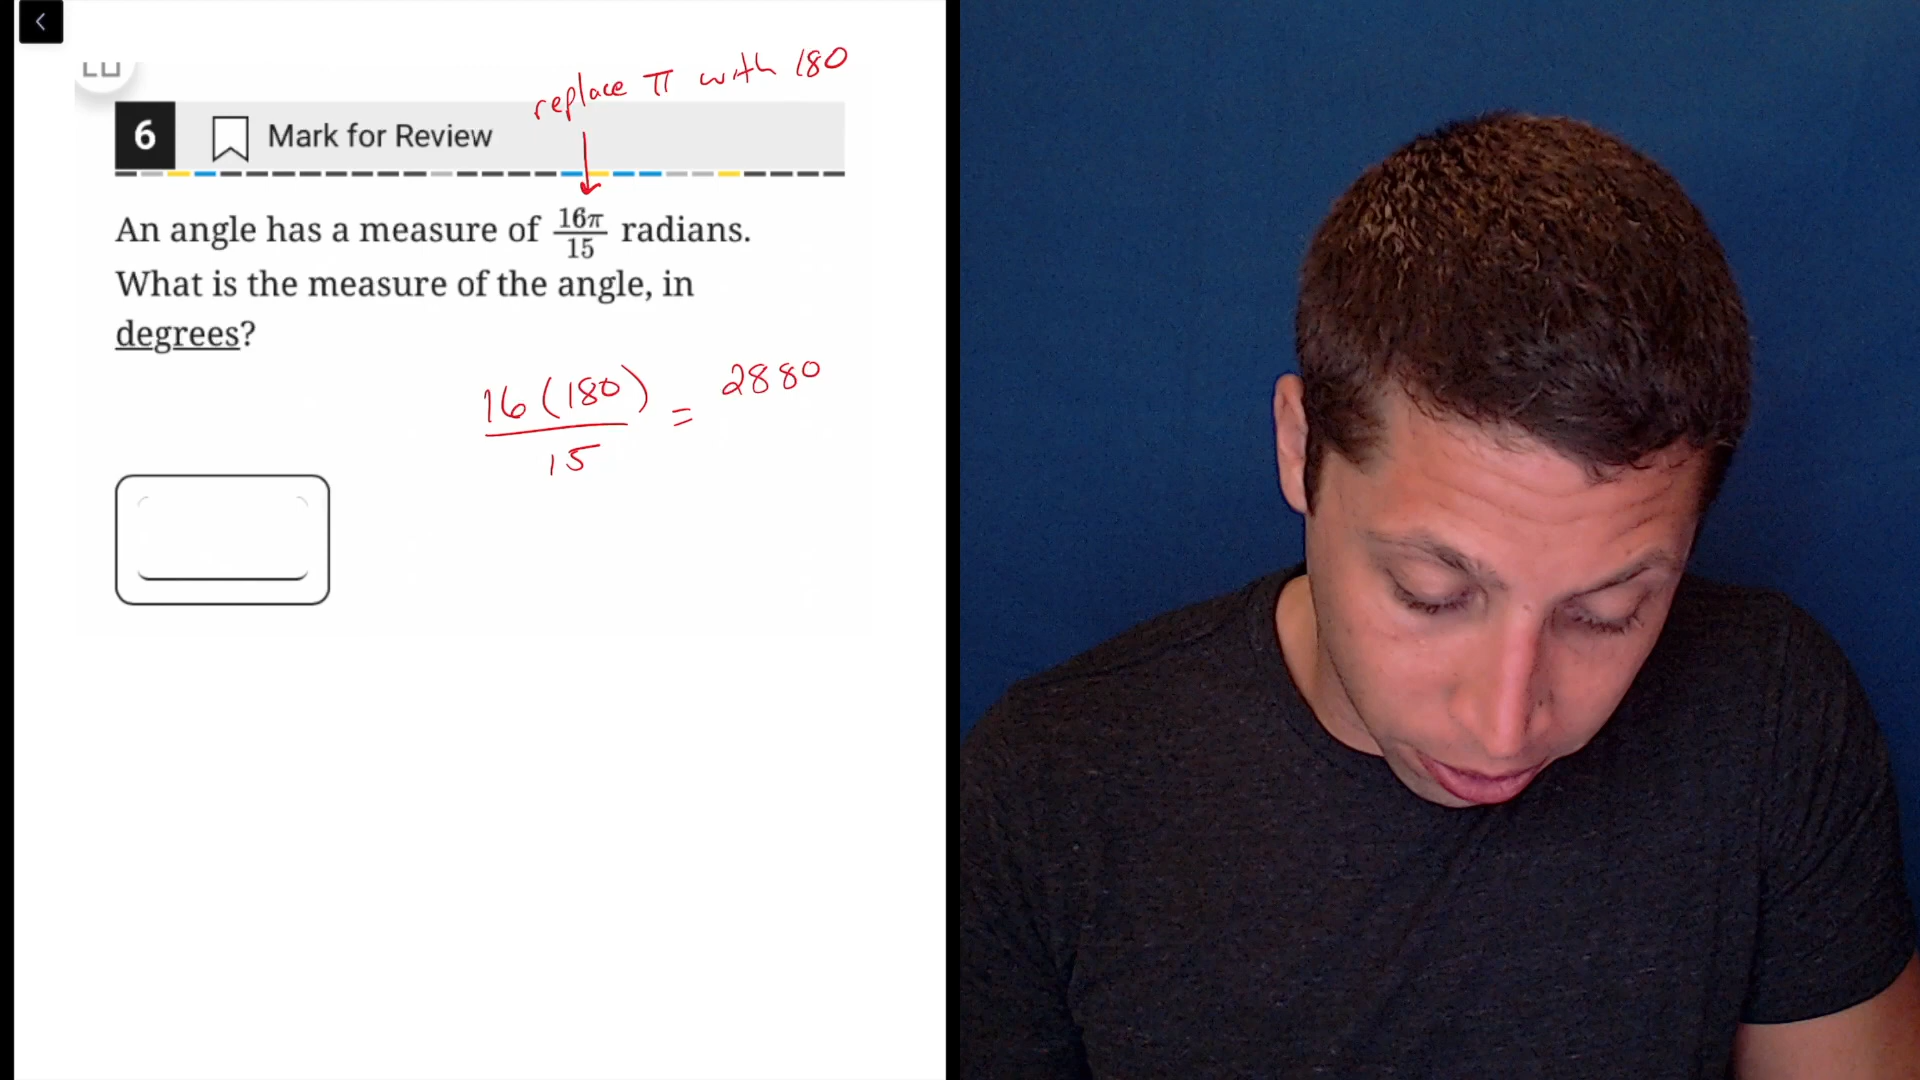 replace π with 180
6 Mark for Review
An angle has a measure of 16π/15 radians.
What is the measure of the angle, in
degrees?
16(180)/15 = 2880